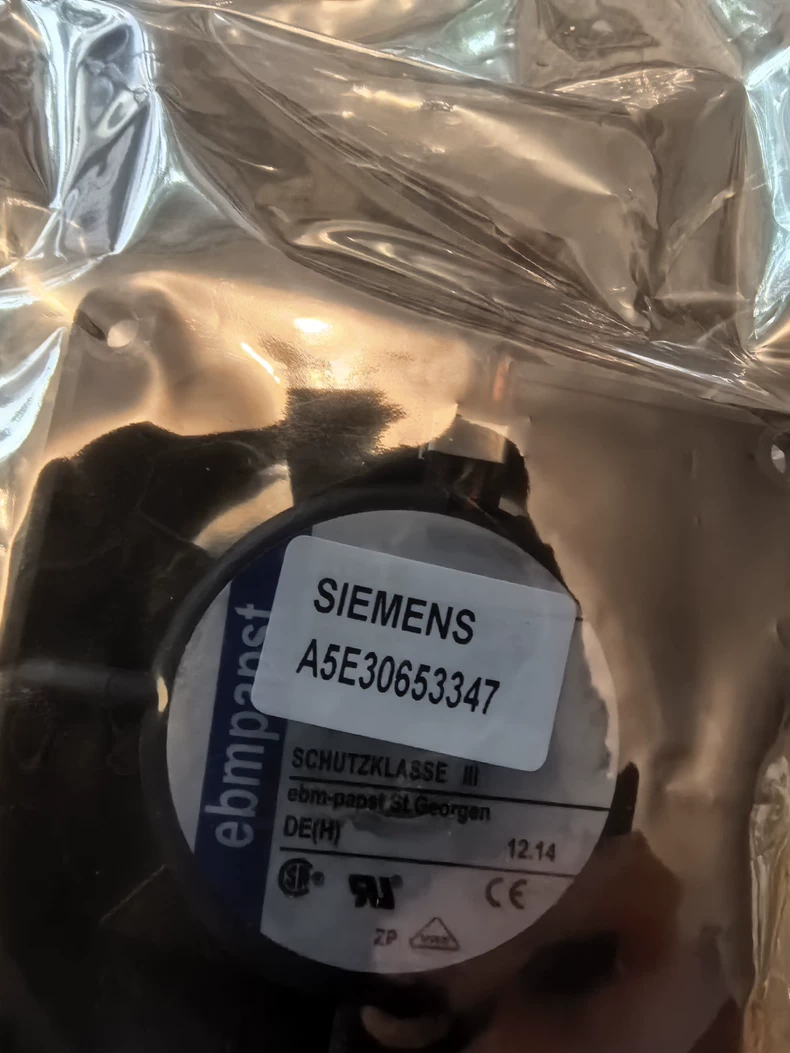 SIEMENS
A5E30653347
ebmpapst
SCHUTZKLASSE III
ebm-papst St.Georgen
DE(H)
12.14
CE
ZP